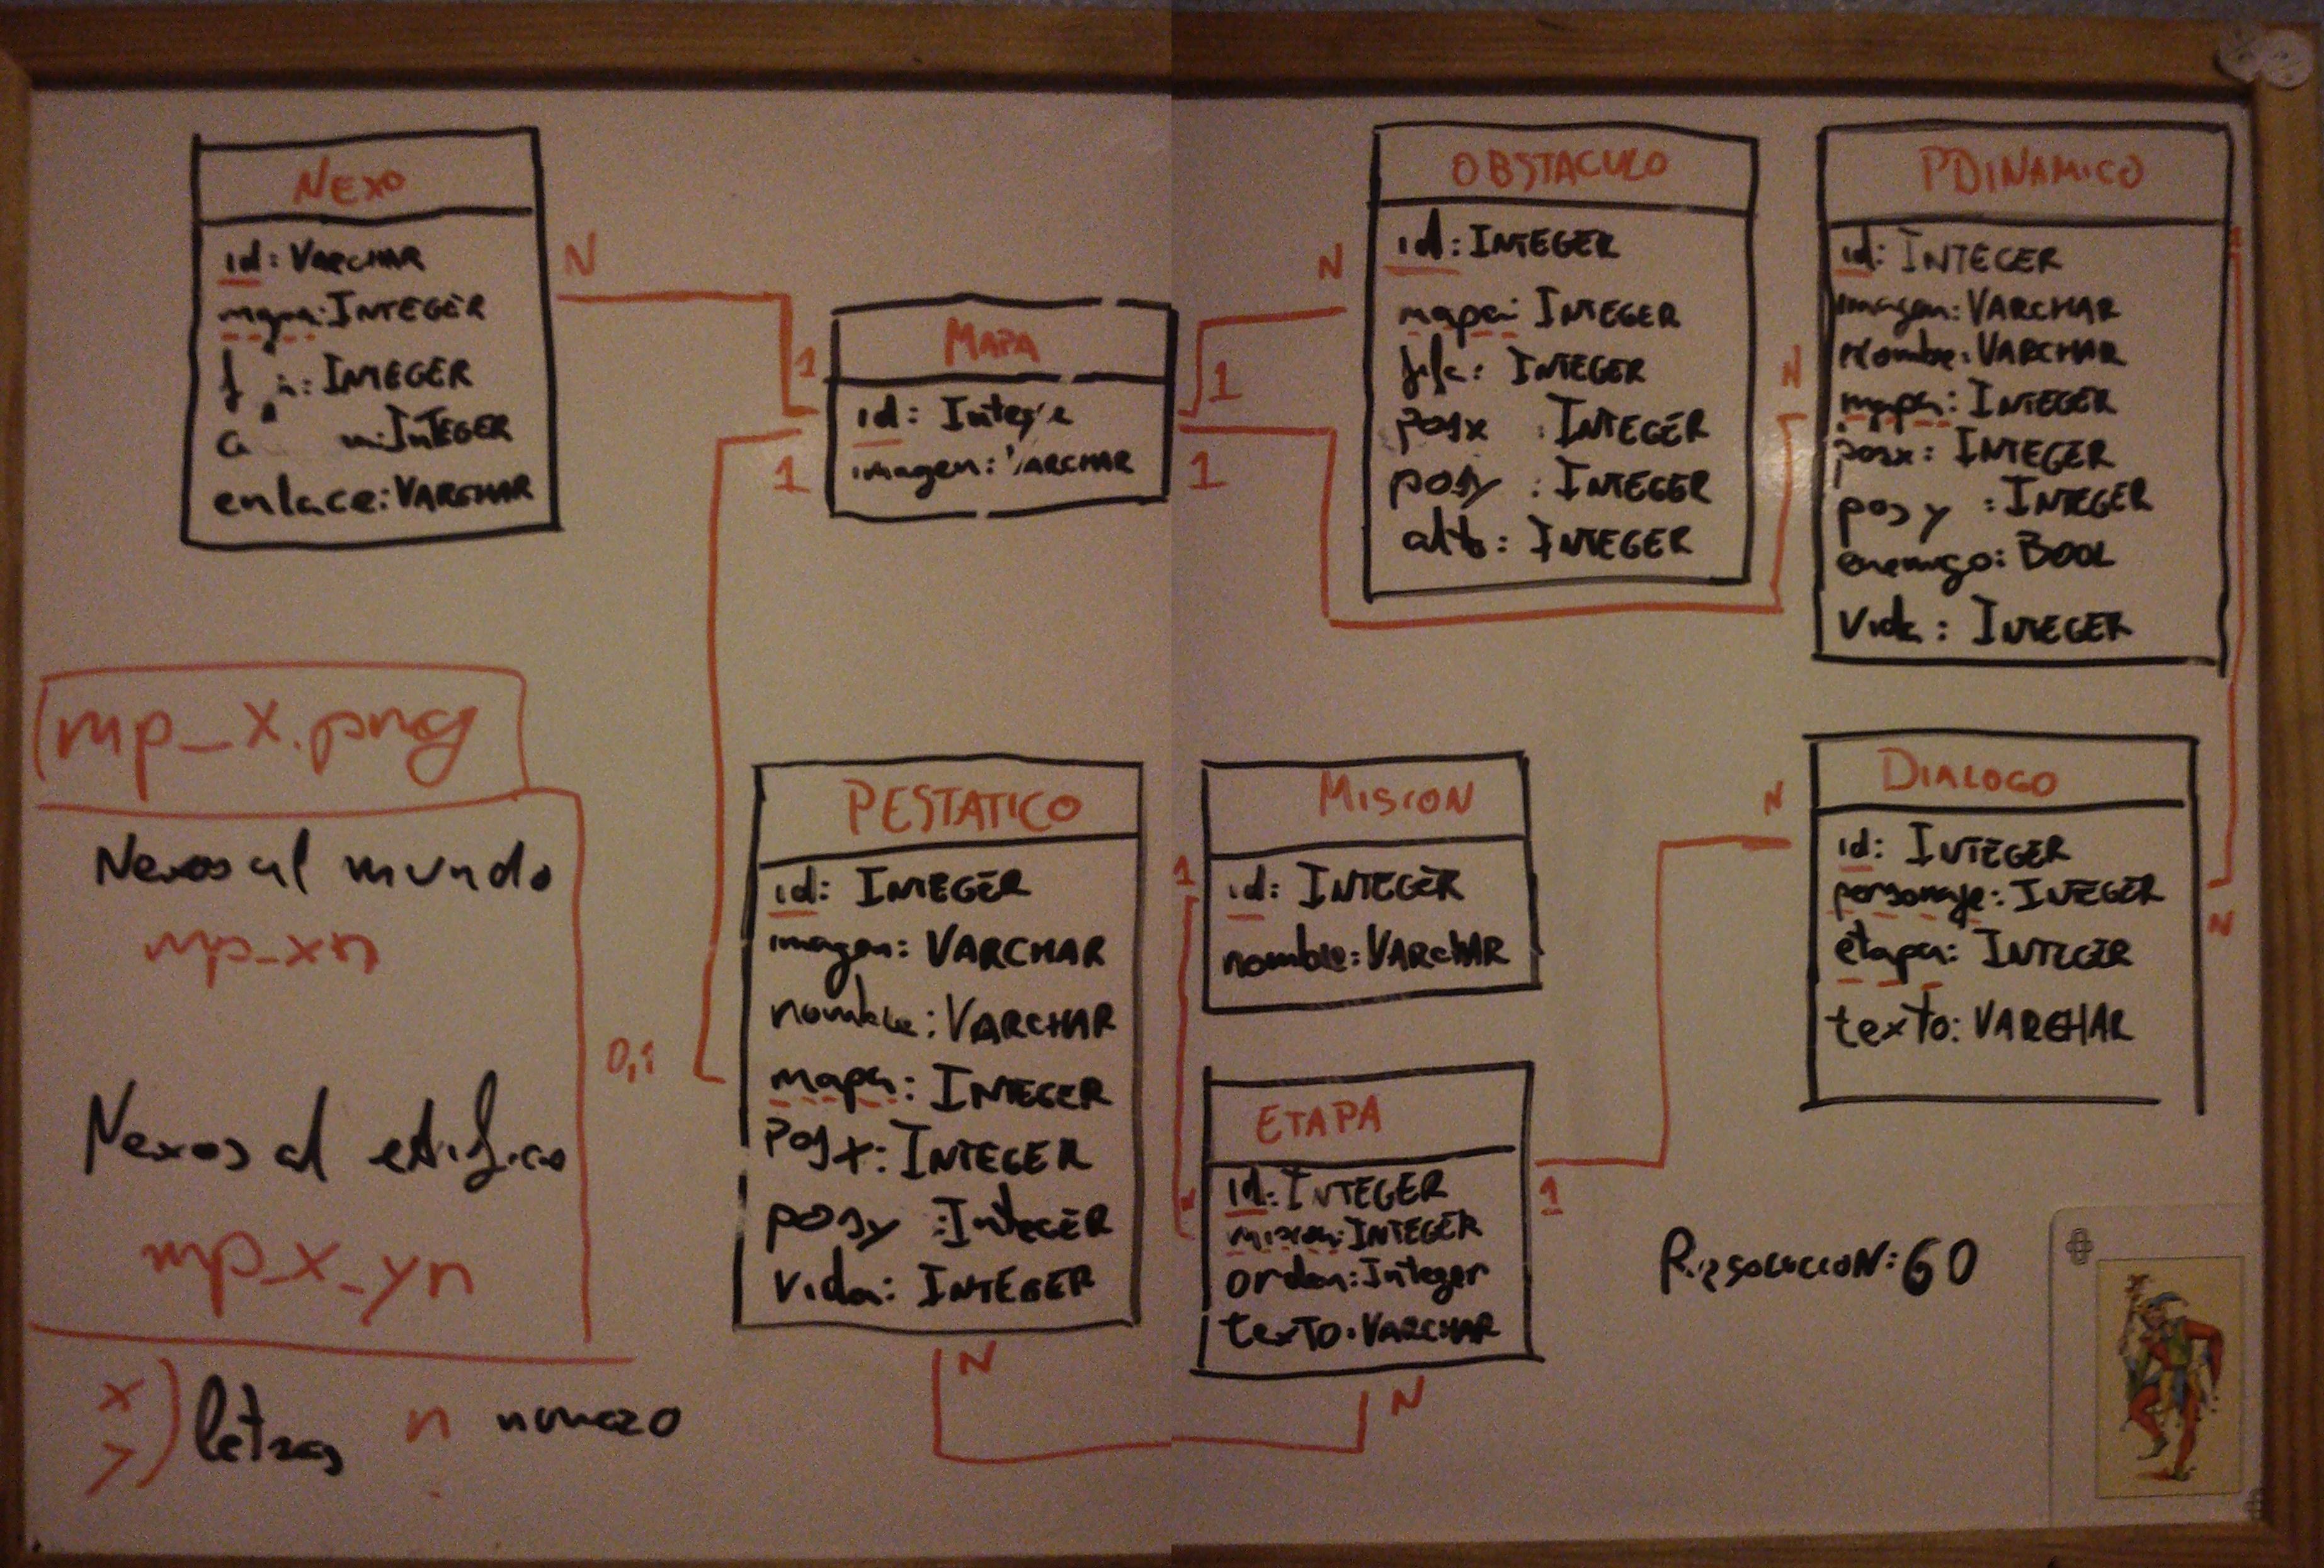 NEXO
id: VARCHAR
mapa: INTEGER
INTEGER
INTEGER
enlace: VARCHAR
N
1
MAPA
id: Intege
imagen: VARCHAR
1
1
1
N
OBSTACULO
id: INTEGER
mapa: INTEGER
fila: INTEGER
posx : INTEGER
posy : INTEGER
alto: INTEGER
N
PDINAMICO
id: INTEGER
imagen: VARCHAR
nombre: VARCHAR
mapa: INTEGER
posx: INTEGER
posy : INTEGER
enemigo: BOOL
vida: INTEGER
1
mp_x.png
Nexos al mundo
mp_xn
Nexos al
mp_x_yn
x
y) letras n numero
0,1
PESTATICO
id: INTEGER
imagen: VARCHAR
nombre: VARCHAR
mapa: INTEGER
posx: INTEGER
posy : INTEGER
vida: INTEGER
N
MISION
id: INTEGER
nombre: VARCHAR
1
ETAPA
id: INTEGER
mision: INTEGER
orden: Integer
texto: VARCHAR
1
N
N
DIALOGO
id: INTEGER
personaje: INTEGER
etapa: INTEGER
texto: VARCHAR
N
RESOLUCION: 60